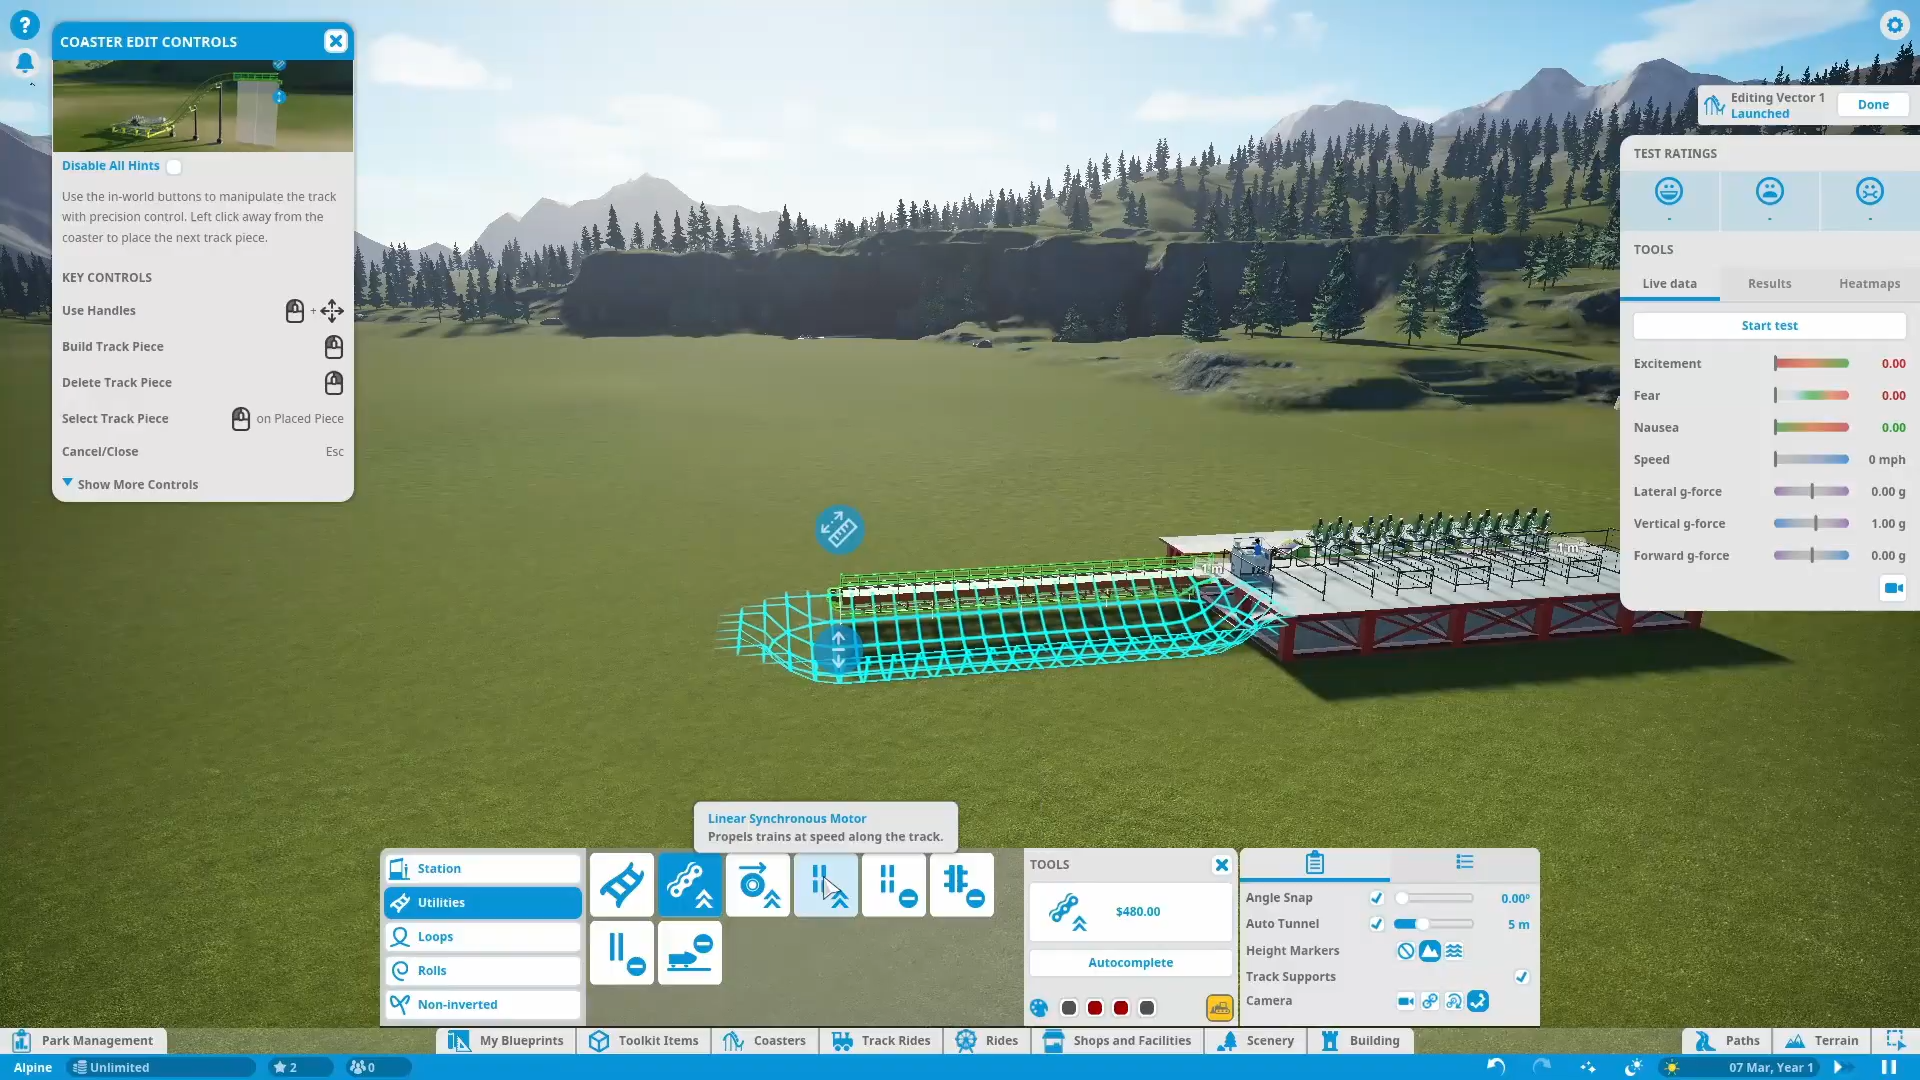 ?
COASTER EDIT CONTROLS
Disable All Hints
Use the in-world buttons to manipulate the track
with precision control. Left click away from the
coaster to place the next track piece.
KEY CONTROLS
Use Handles
+
Build Track Piece
Delete Track Piece
Select Track Piece on Placed Piece
Cancel/Close Esc
Show More Controls
Editing Vector 1
Launched
Done
TEST RATINGS
- - -
TOOLS
Live data Results Heatmaps
Start test
Excitement 0.00
Fear 0.00
Nausea 0.00
Speed 0 mph
Lateral g-force 0.00 g
Vertical g-force 1.00 g
Forward g-force 0.00 g
1 m
1 m
Linear Synchronous Motor
Propels trains at speed along the track.
Station
Utilities
Loops
Rolls
Non-inverted
TOOLS
$480.00
Autocomplete
Angle Snap 0.00°
Auto Tunnel 5 m
Height Markers
Track Supports
Camera
Park Management
My Blueprints
Toolkit Items
Coasters
Track Rides
Rides
Shops and Facilities
Scenery
Building
Paths
Terrain
Alpine
Unlimited
2
0
07 Mar, Year 1